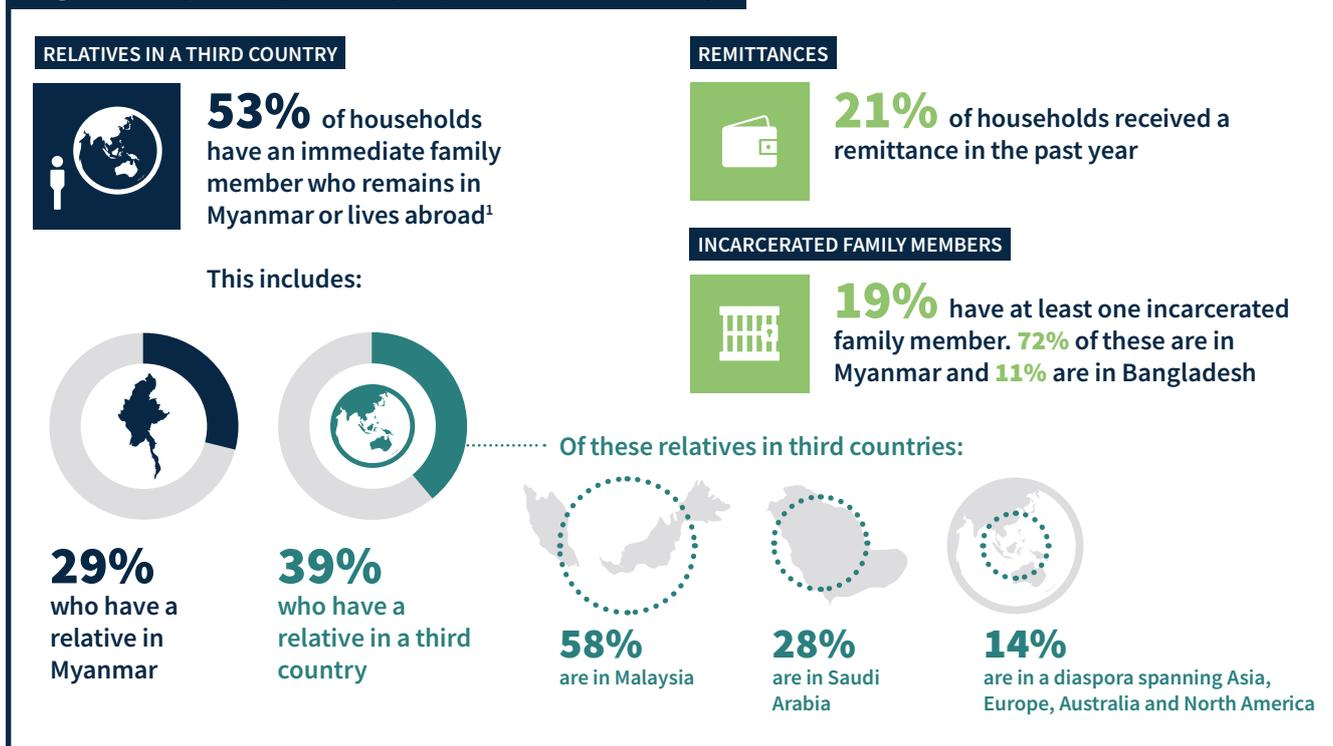 RELATIVES IN A THIRD COUNTRY
53% of households
have an immediate family
member who remains in
Myanmar or lives abroad¹
This includes:
29%
who have a
relative in
Myanmar
39%
who have a
relative in a third
country
REMITTANCES
21% of households received a
remittance in the past year
INCARCERATED FAMILY MEMBERS
19% have at least one incarcerated
family member. 72% of these are in
Myanmar and 11% are in Bangladesh
Of these relatives in third countries:
58%
are in Malaysia
28%
are in Saudi
Arabia
14%
are in a diaspora spanning Asia,
Europe, Australia and North America